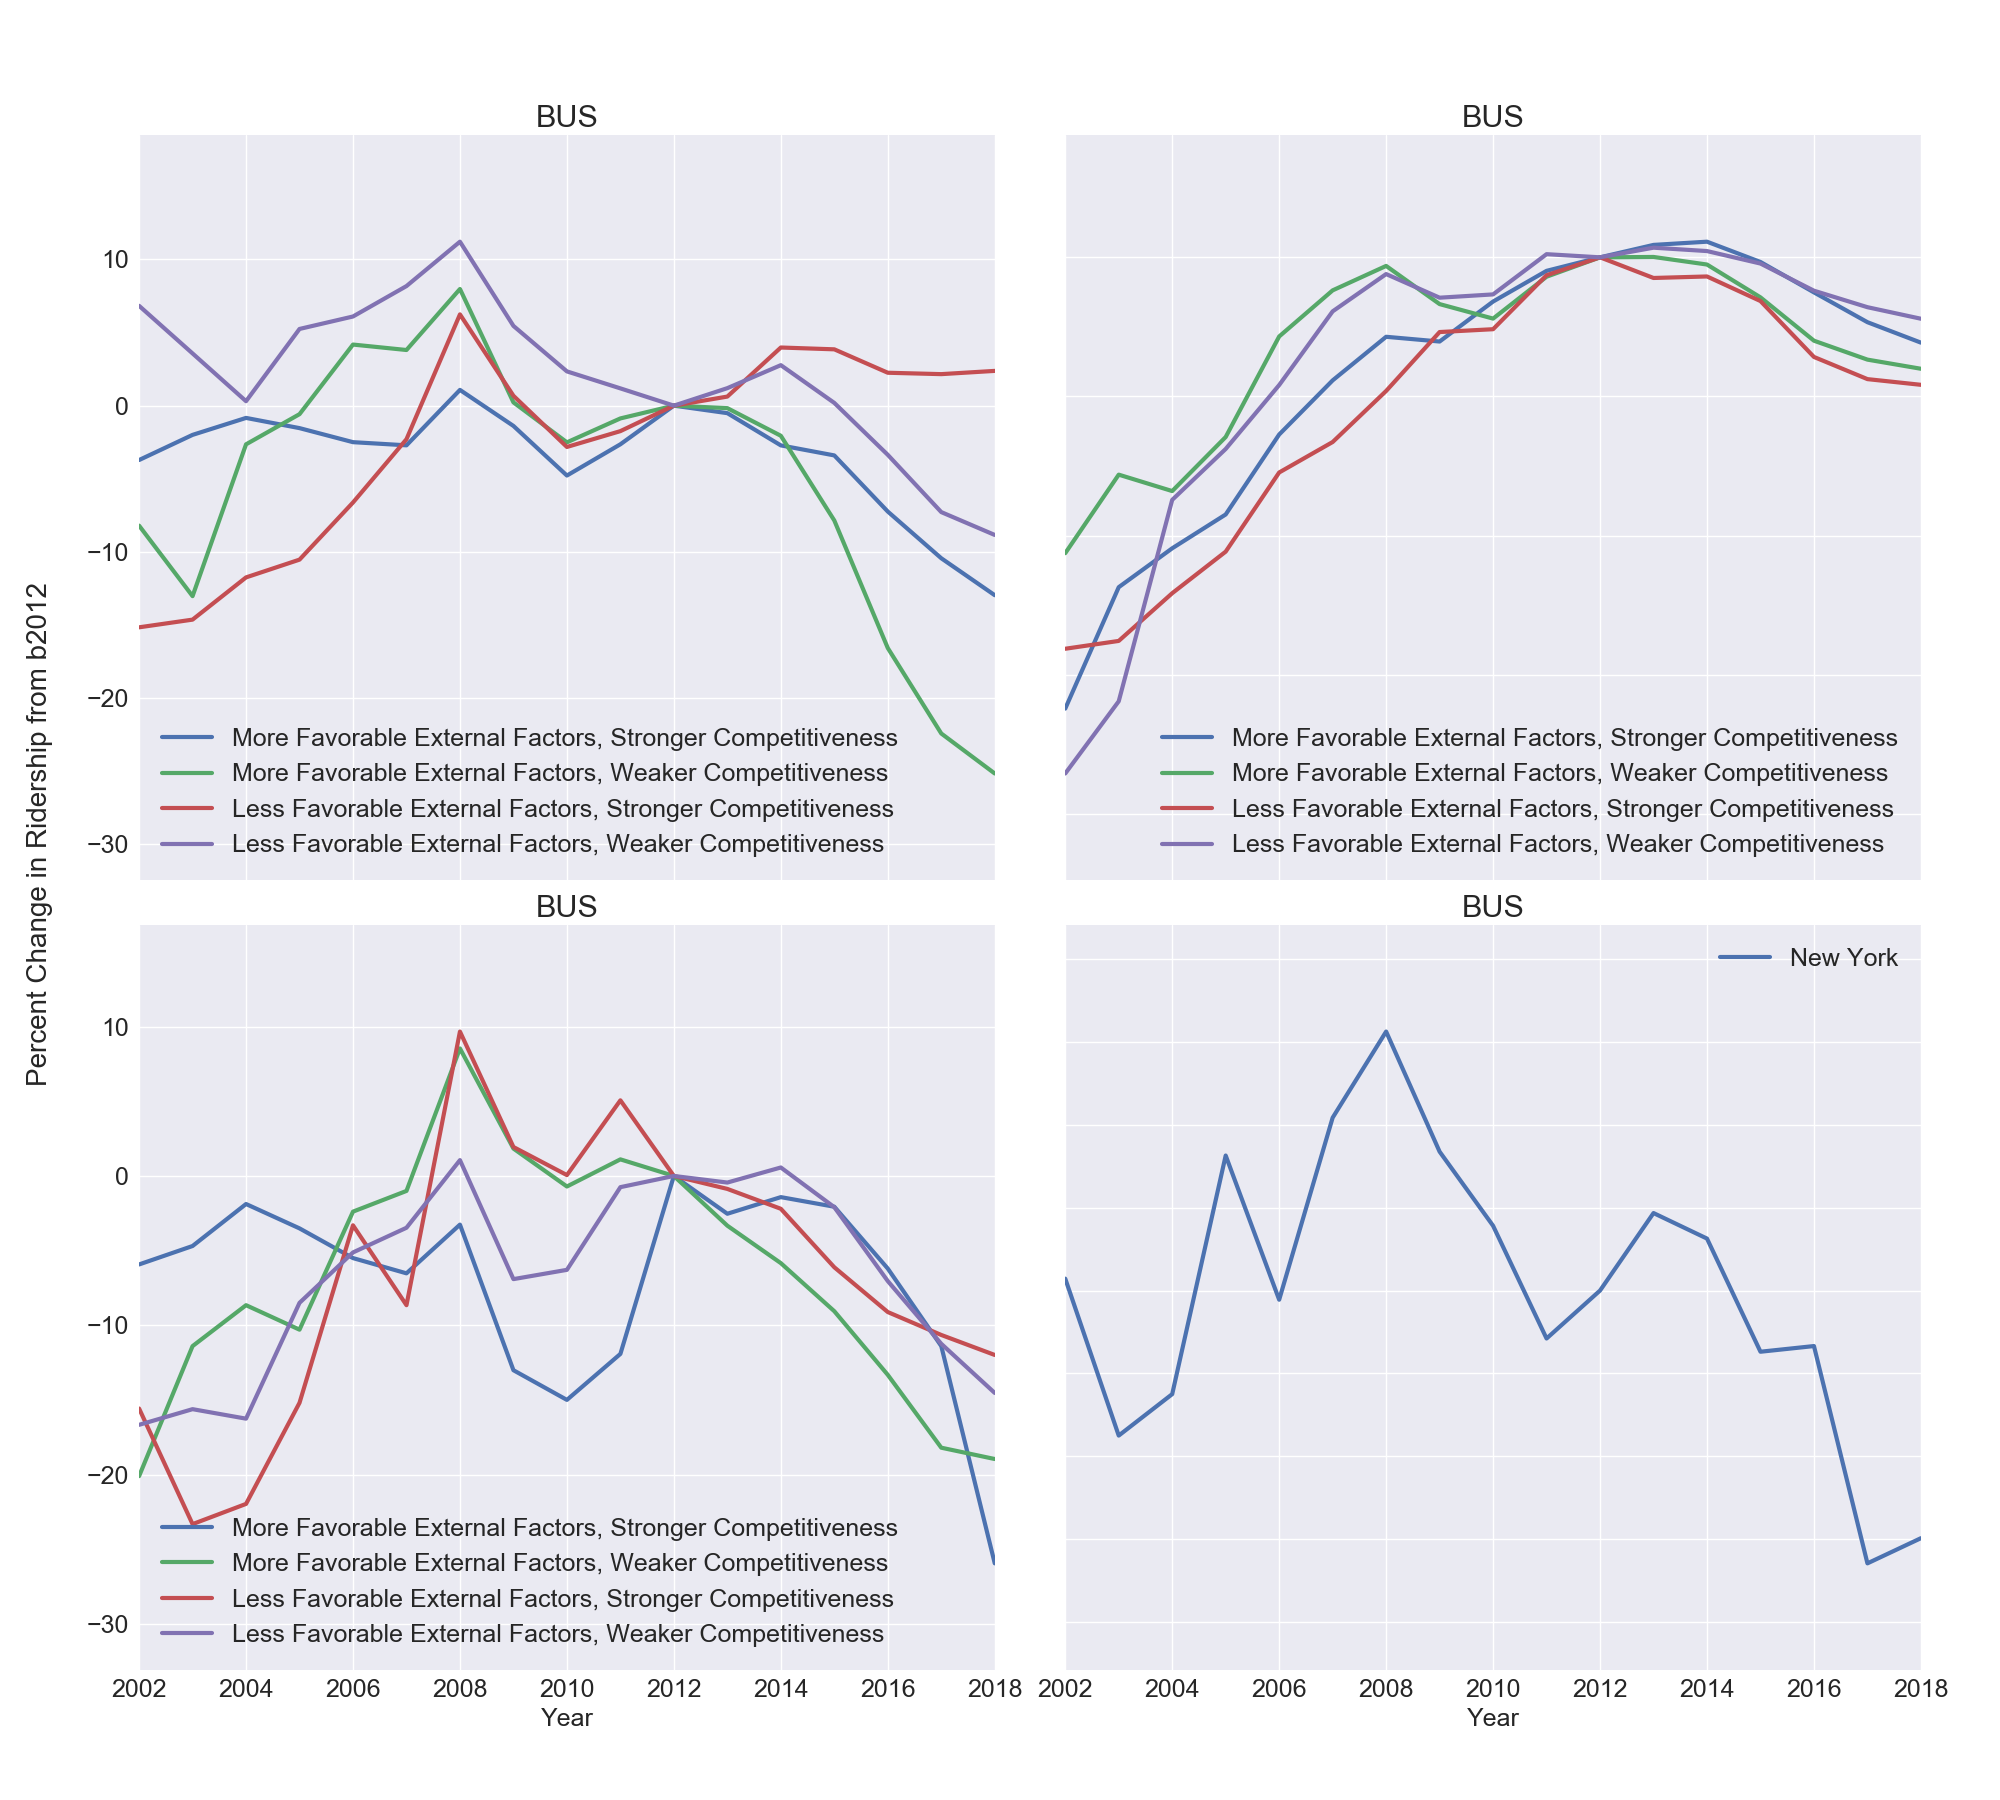 BUS
BUS
10
0
−10
−20
−30
More Favorable External Factors, Stronger Competitiveness
More Favorable External Factors, Weaker Competitiveness
Less Favorable External Factors, Stronger Competitiveness
Less Favorable External Factors, Weaker Competitiveness
More Favorable External Factors, Stronger Competitiveness
More Favorable External Factors, Weaker Competitiveness
Less Favorable External Factors, Stronger Competitiveness
Less Favorable External Factors, Weaker Competitiveness
Percent Change in Ridership from b2012
BUS
BUS
10
0
−10
−20
−30
More Favorable External Factors, Stronger Competitiveness
More Favorable External Factors, Weaker Competitiveness
Less Favorable External Factors, Stronger Competitiveness
Less Favorable External Factors, Weaker Competitiveness
New York
2002 2004 2006 2008 2010 2012 2014 2016 2018
Year
2002 2004 2006 2008 2010 2012 2014 2016 2018
Year